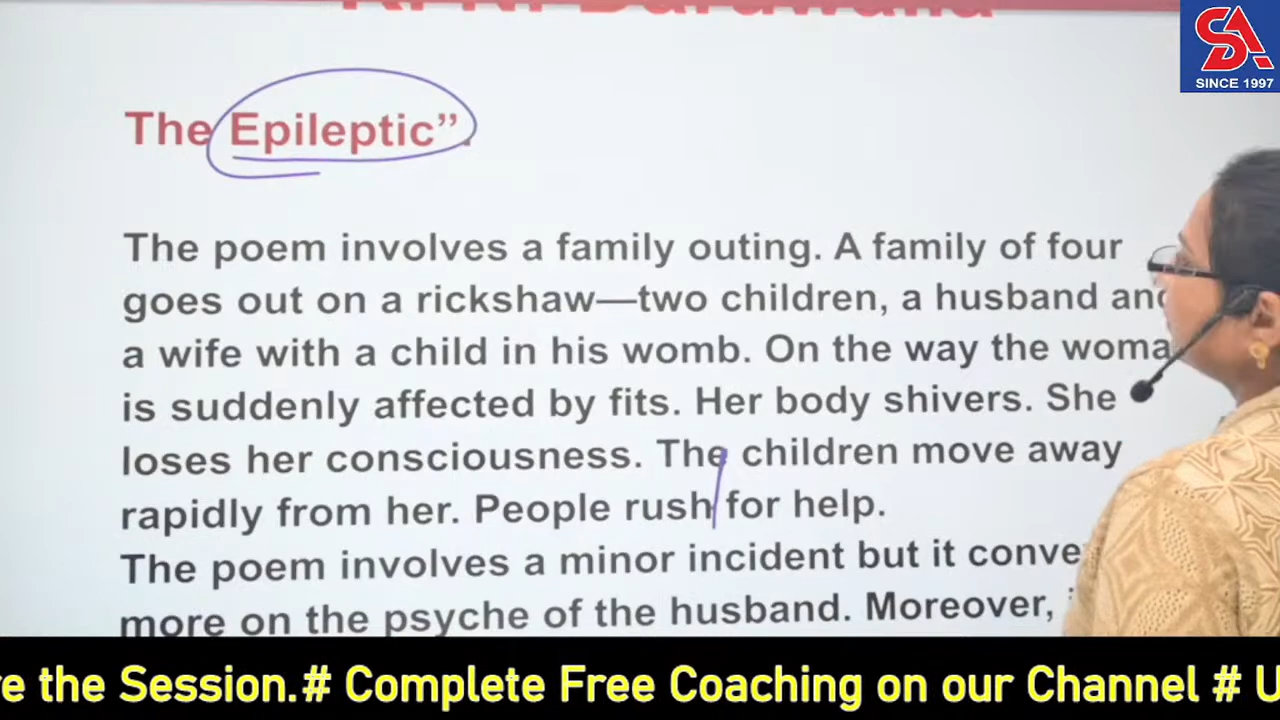 SA
SINCE 1997
The Epileptic”.
The poem involves a family outing. A family of four
goes out on a rickshaw—two children, a husband and
a wife with a child in his womb. On the way the woma
is suddenly affected by fits. Her body shivers. She
loses her consciousness. The children move away
rapidly from her. People rush for help.
The poem involves a minor incident but it conve
more on the psyche of the husband. Moreover,
re the Session.# Complete Free Coaching on our Channel # U